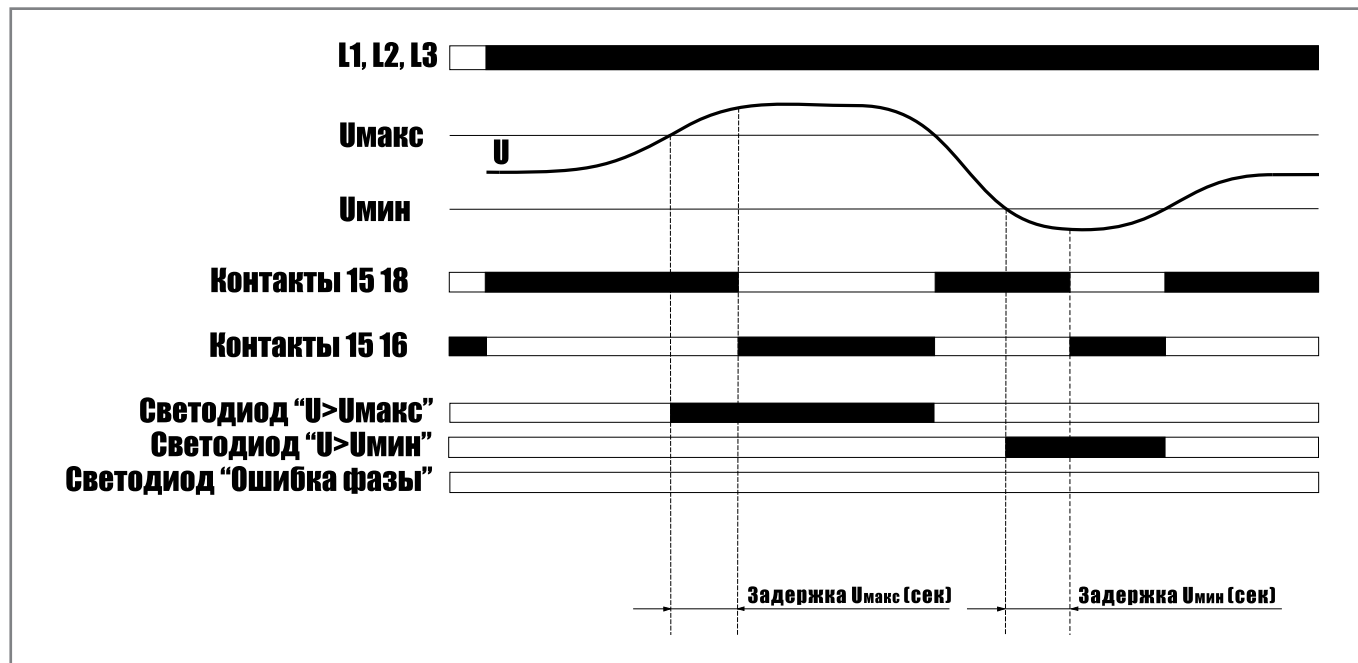 L1, L2, L3
Uмакс
U
Uмин
Контакты 15 18
Контакты 15 16
Светодиод “U>Uмакс”
Светодиод “U>Uмин”
Светодиод “Ошибка фазы”
Задержка Uмакс (сек)
Задержка Uмин (сек)